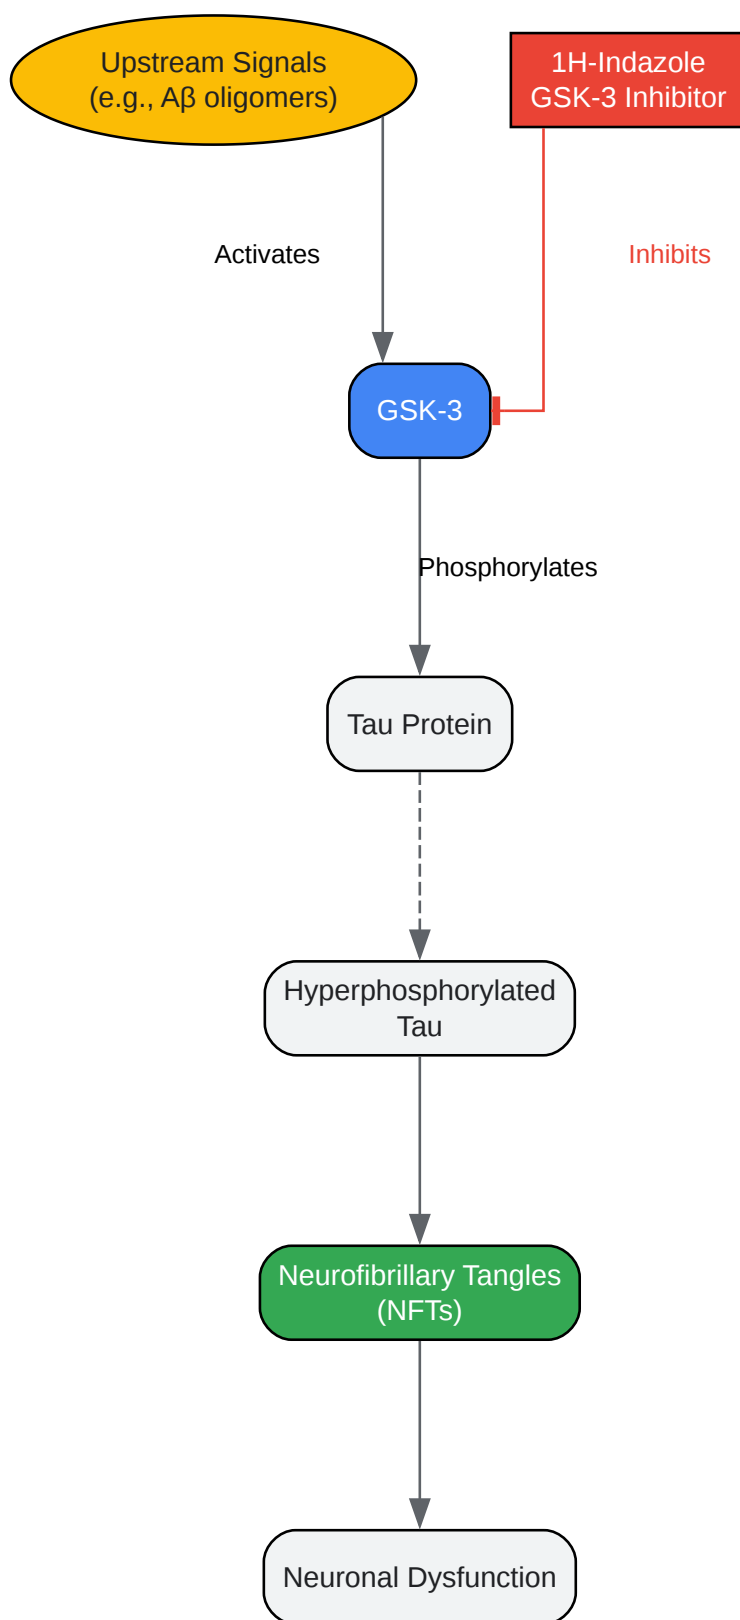 Upstream Signals
(e.g., Aβ oligomers)
1H-Indazole
GSK-3 Inhibitor
Activates
Inhibits
GSK-3
Phosphorylates
Tau Protein
Hyperphosphorylated
Tau
Neurofibrillary Tangles
(NFTs)
Neuronal Dysfunction